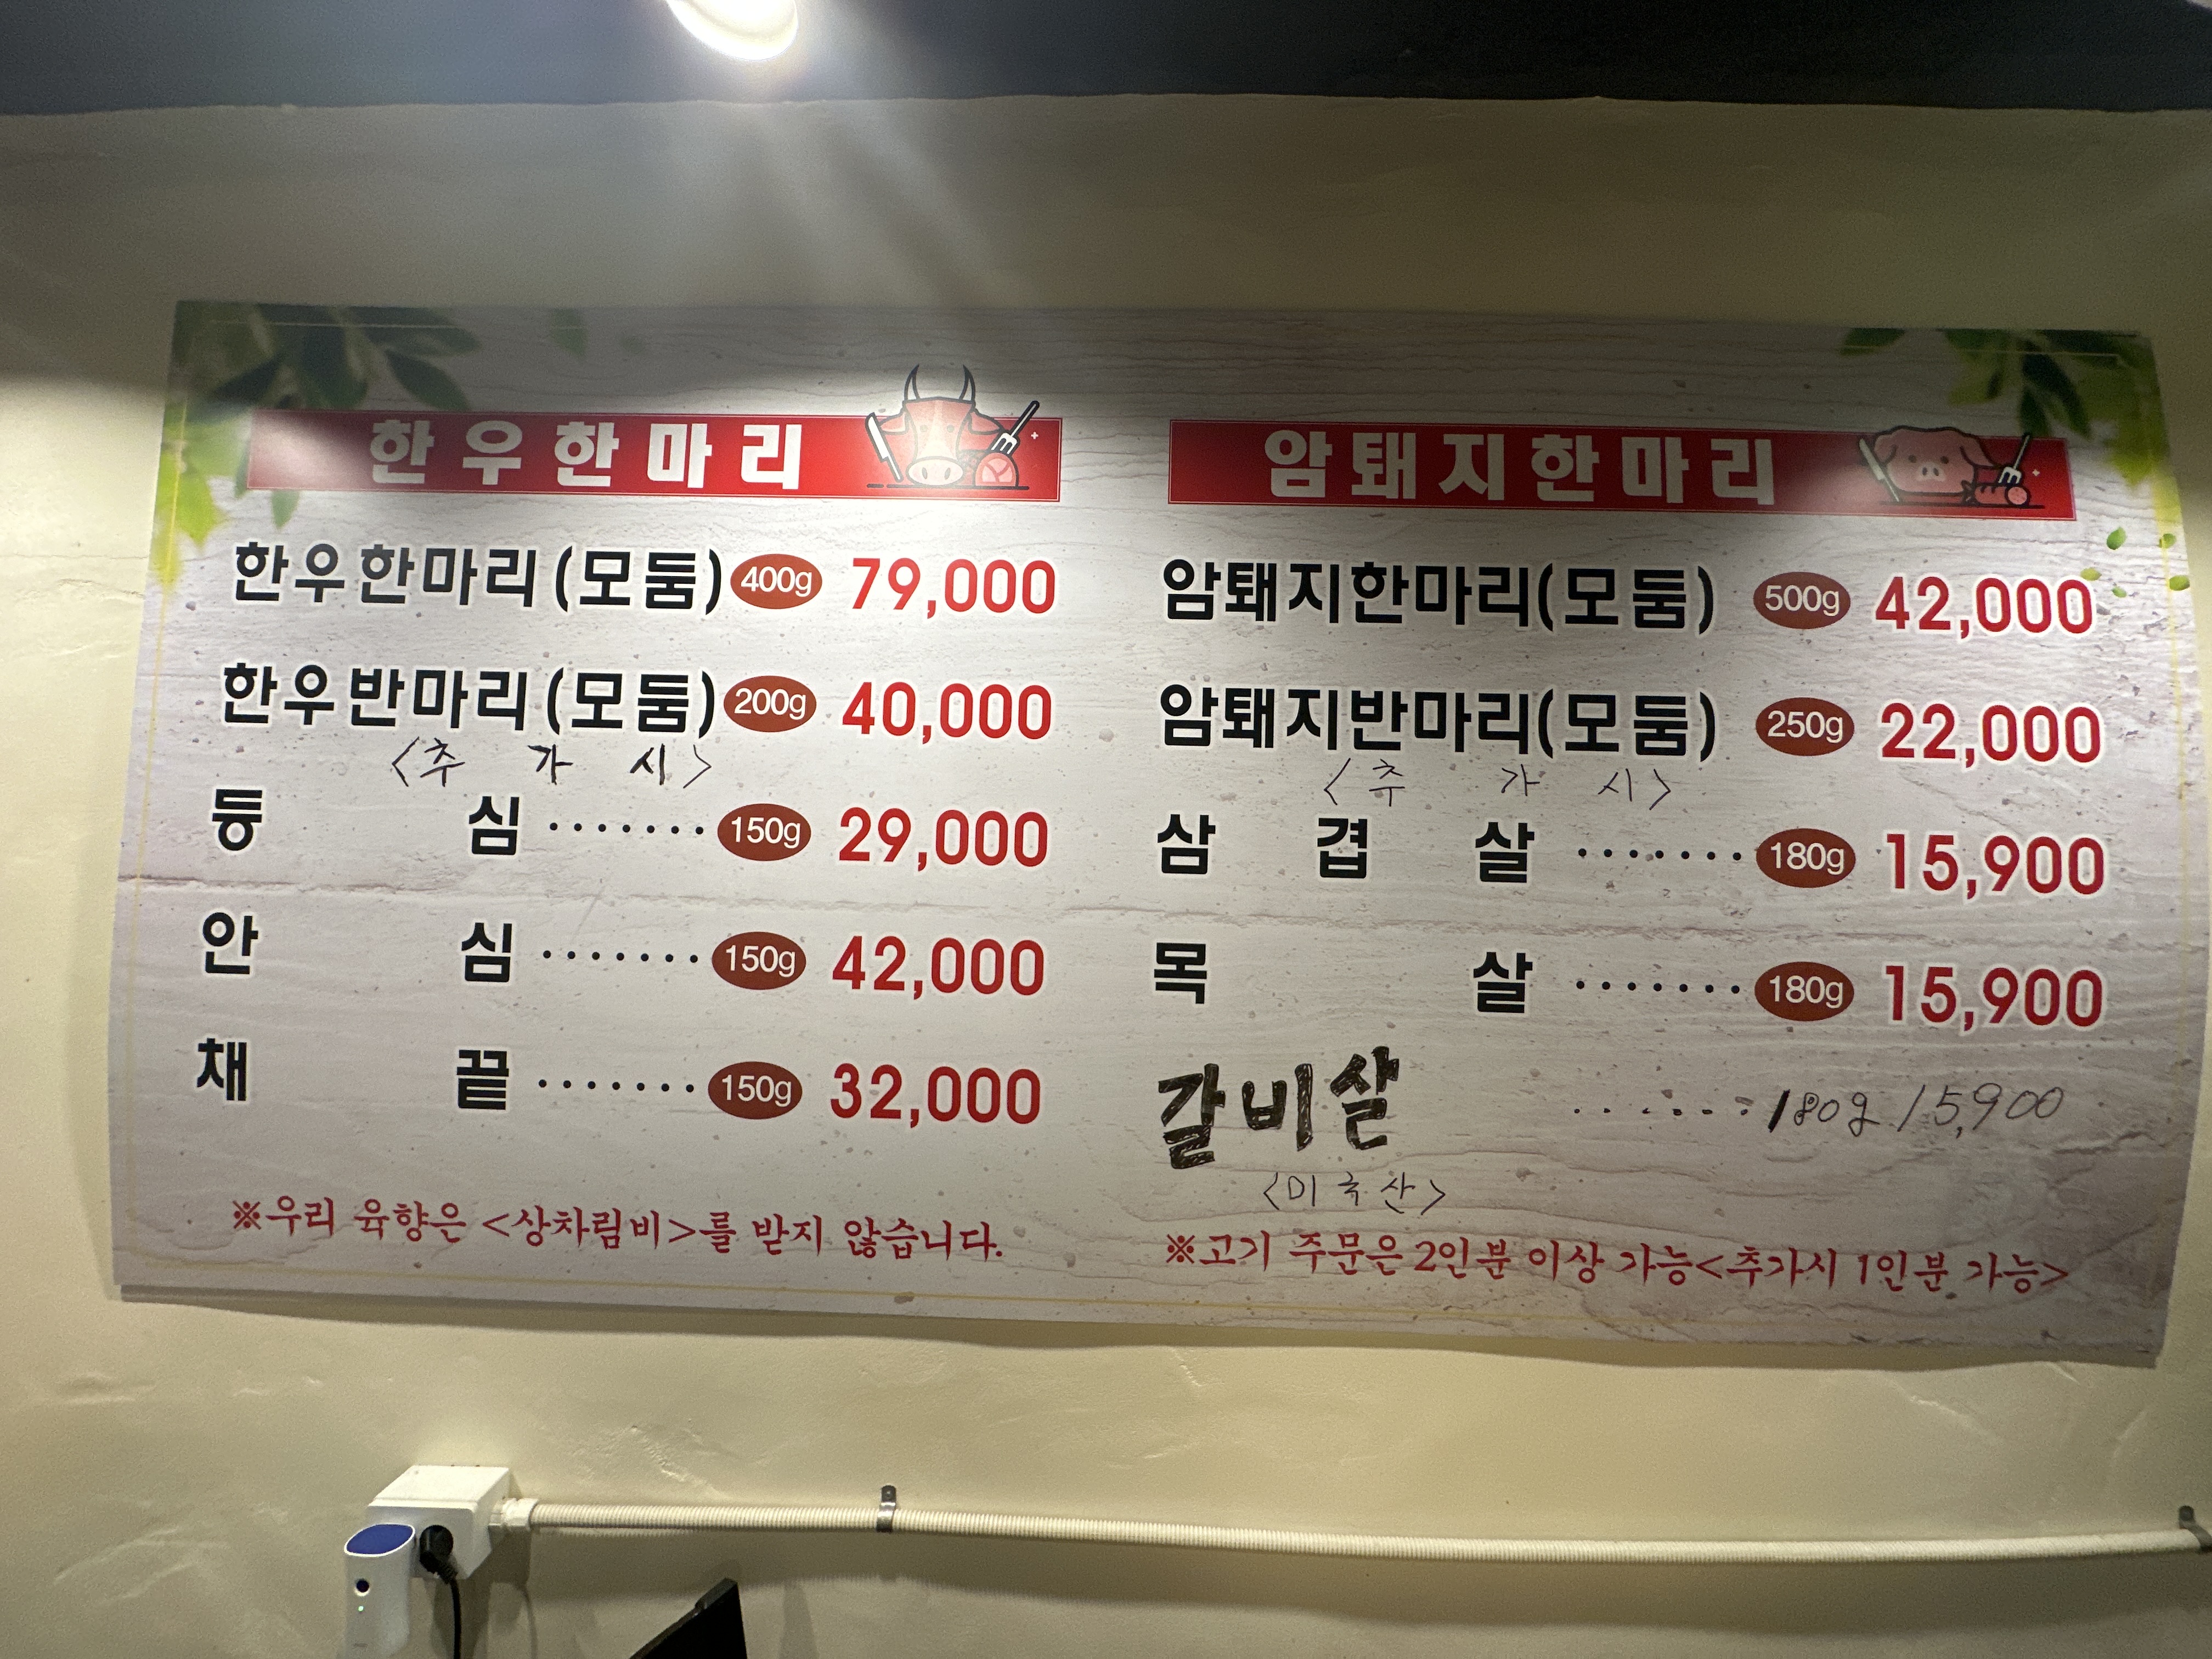 한우한마리
한우한마리(모둠) 400g 79,000
한우반마리(모둠) 200g 40,000
<추 가 시>
등 심 ······· 150g 29,000
안 심 ······· 150g 42,000
채 끝 ······· 150g 32,000
※우리 육향은 <상차림비>를 받지 않습니다.
암퇘지한마리
암퇘지한마리(모둠) 500g 42,000
암퇘지반마리(모둠) 250g 22,000
<추 가 시>
삼 겹 살 ······· 180g 15,900
목 살 ······· 180g 15,900
갈비살 ······· 180g 15,900
<미국산>
※고기 주문은 2인분 이상 가능<추가시 1인분 가능>